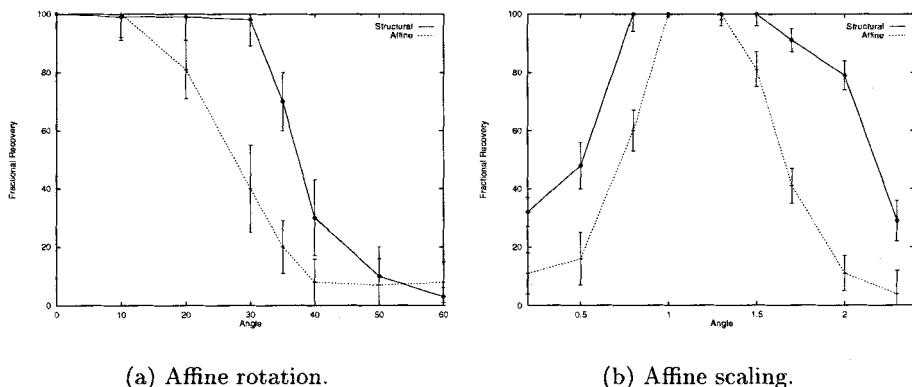 100
80
60
40
20
0
Fractional Recovery
0 10 20 30 40 50 60
Angle
Structural
Affine
100
80
60
40
20
0
Fractional Recovery
0.5 1 1.5 2
Angle
Structural
Affine
(a) Affine rotation.
(b) Affine scaling.